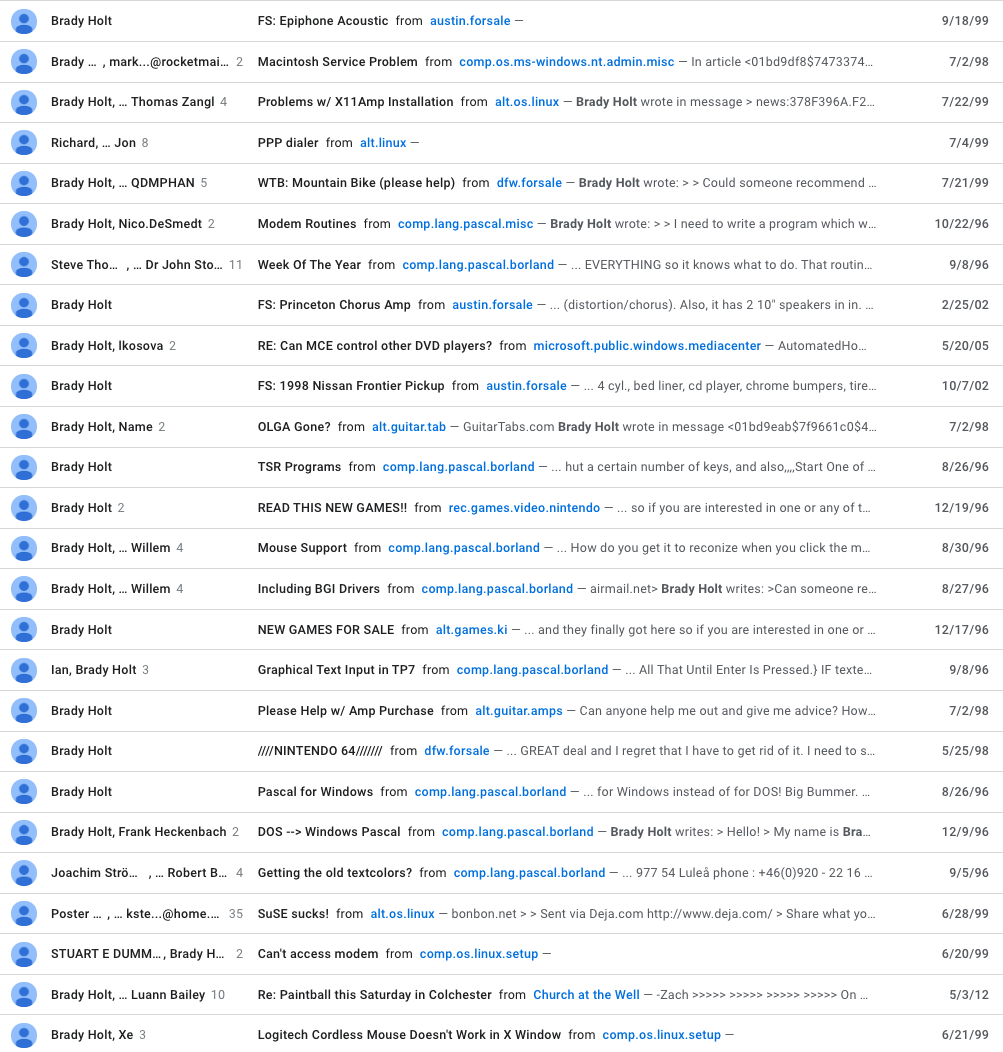 Brady Holt FS: Epiphone Acoustic from austin.forsale — 9/18/99
Brady ... , mark...@rocketmai... 2 Macintosh Service Problem from comp.os.ms-windows.nt.admin.misc — In article <01bd9df8$7473374... 7/2/98
Brady Holt, ... Thomas Zangl 4 Problems w/ X11Amp Installation from alt.os.linux — Brady Holt wrote in message > news:378F396A.F2... 7/22/99
Richard, ... Jon 8 PPP dialer from alt.linux — 7/4/99
Brady Holt, ... QDMPHAN 5 WTB: Mountain Bike (please help) from dfw.forsale — Brady Holt wrote: > > Could someone recommend ... 7/21/99
Brady Holt, Nico.DeSmedt 2 Modem Routines from comp.lang.pascal.misc — Brady Holt wrote: > > I need to write a program which w... 10/22/96
Steve Tho... , ... Dr John Sto... 11 Week Of The Year from comp.lang.pascal.borland — ... EVERYTHING so it knows what to do. That routin... 9/8/96
Brady Holt FS: Princeton Chorus Amp from austin.forsale — ... (distortion/chorus). Also, it has 2 10" speakers in in. ... 2/25/02
Brady Holt, lkosova 2 RE: Can MCE control other DVD players? from microsoft.public.windows.mediacenter — AutomatedHo... 5/20/05
Brady Holt FS: 1998 Nissan Frontier Pickup from austin.forsale — ... 4 cyl., bed liner, cd player, chrome bumpers, tire... 10/7/02
Brady Holt, Name 2 OLGA Gone? from alt.guitar.tab — GuitarTabs.com Brady Holt wrote in message <01bd9eab$7f9661c0$4... 7/2/98
Brady Holt TSR Programs from comp.lang.pascal.borland — ... hut a certain number of keys, and also,,,,Start One of ... 8/26/96
Brady Holt 2 READ THIS NEW GAMES!! from rec.games.video.nintendo — ... so if you are interested in one or any of t... 12/19/96
Brady Holt, ... Willem 4 Mouse Support from comp.lang.pascal.borland — ... How do you get it to reconize when you click the m... 8/30/96
Brady Holt, ... Willem 4 Including BGI Drivers from comp.lang.pascal.borland — airmail.net> Brady Holt writes: >Can someone re... 8/27/96
Brady Holt NEW GAMES FOR SALE from alt.games.ki — ... and they finally got here so if you are interested in one or ... 12/17/96
Ian, Brady Holt 3 Graphical Text Input in TP7 from comp.lang.pascal.borland — ... All That Until Enter Is Pressed.} IF texte... 9/8/96
Brady Holt Please Help w/ Amp Purchase from alt.guitar.amps — Can anyone help me out and give me advice? How... 7/2/98
Brady Holt ////NINTENDO 64/////// from dfw.forsale — ... GREAT deal and I regret that I have to get rid of it. I need to s... 5/25/98
Brady Holt Pascal for Windows from comp.lang.pascal.borland — ... for Windows instead of for DOS! Big Bummer. ... 8/26/96
Brady Holt, Frank Heckenbach 2 DOS --> Windows Pascal from comp.lang.pascal.borland — Brady Holt writes: > Hello! > My name is Bra... 12/9/96
Joachim Strö... , ... Robert B... 4 Getting the old textcolors? from comp.lang.pascal.borland — ... 977 54 Luleå phone : +46(0)920 - 22 16 ... 9/5/96
Poster ... , ... kste...@home.... 35 SuSE sucks! from alt.os.linux — bonbon.net > > Sent via Deja.com http://www.deja.com/ > Share what yo... 6/28/99
STUART E DUMM... , Brady H... 2 Can't access modem from comp.os.linux.setup — 6/20/99
Brady Holt, ... Luann Bailey 10 Re: Paintball this Saturday in Colchester from Church at the Well — -Zach >>>>> >>>>> >>>>> >>>>> On ... 5/3/12
Brady Holt, Xe 3 Logitech Cordless Mouse Doesn't Work in X Window from comp.os.linux.setup — 6/21/99